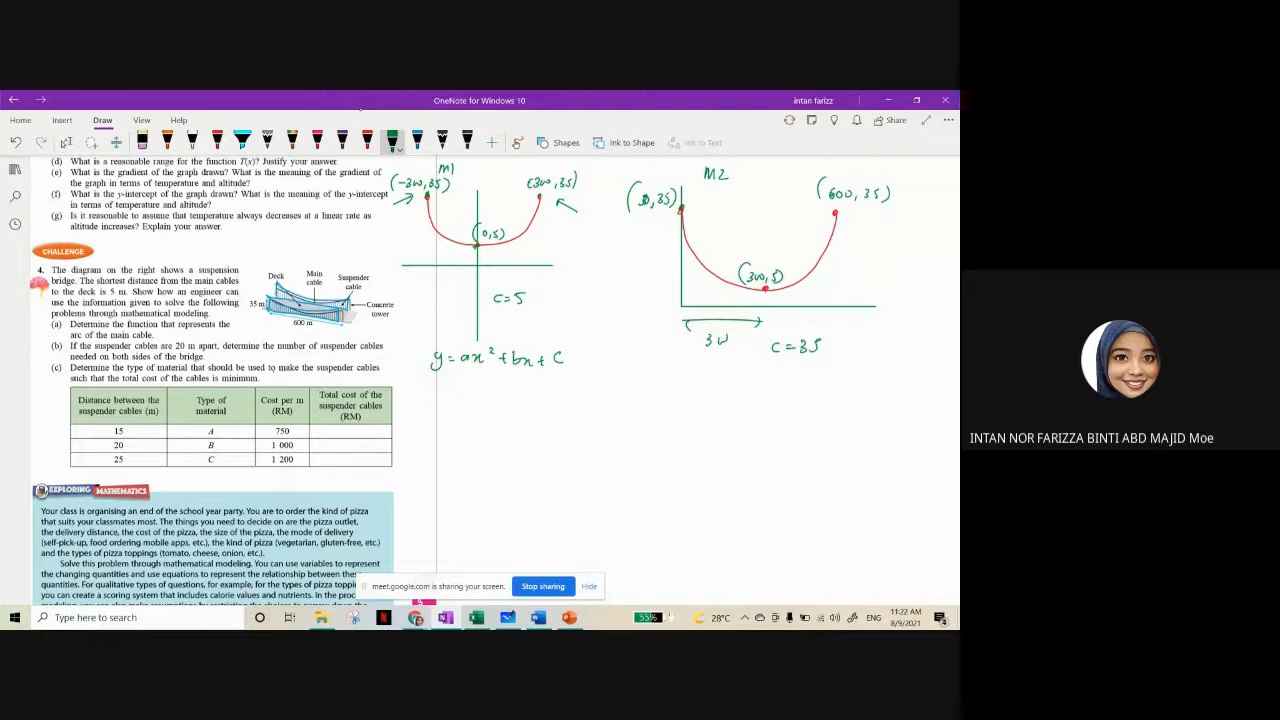 OneNote for Windows 10
intan farizz
Home Insert Draw View Help
Share
Shapes
Ink to Shape
Ink to Text
(d) What is a reasonable range for the function T(x)? Justify your answer.
(e) What is the gradient of the graph drawn? What is the meaning of the gradient of
the graph in terms of temperature and altitude?
(f) What is the y-intercept of the graph drawn? What is the meaning of the y-intercept
in terms of temperature and altitude?
(g) Is it reasonable to assume that temperature always decreases at a linear rate as
altitude increases? Explain your answer.
CHALLENGE
4. The diagram on the right shows a suspension
bridge. The shortest distance from the main cables
to the deck is 5 m. Show how an engineer can
use the information given to solve the following
problems through mathematical modeling.
(a) Determine the function that represents the
arc of the main cable.
(b) If the suspender cables are 20 m apart, determine the number of suspender cables
needed on both sides of the bridge.
(c) Determine the type of material that should be used to make the suspender cables
such that the total cost of the cables is minimum.
Deck
Main
cable
Suspender
cable
35 m
Concrete
tower
600 m
Distance between the
suspender cables (m)
Type of
material
Cost per m
(RM)
Total cost of the
suspender cables
(RM)
15 A 750
20 B 1 000
25 C 1 200
EXPLORING MATHEMATICS
Your class is organising an end of the school year party. You are to order the kind of pizza
that suits your classmates most. The things you need to decide on are the pizza outlet,
the delivery distance, the cost of the pizza, the size of the pizza, the mode of delivery
(self-pick-up, food ordering mobile apps, etc.), the kind of pizza (vegetarian, gluten-free, etc.)
and the types of pizza toppings (tomato, cheese, onion, etc.).
Solve this problem through mathematical modeling. You can use variables to represent
the changing quantities and use equations to represent the relationship between these
quantities. For qualitative types of questions, for example, for the types of pizza topping
you can create a scoring system that includes calorie values and nutrients. In the proc
M1
(-300, 35)
(300, 35)
(0,5)
c=5
y = ax² + bx + c
M2
(0,35)
(600, 35)
(300, 5)
300
c = 35
meet.google.com is sharing your screen.
Stop sharing
Hide
INTAN NOR FARIZZA BINTI ABD MAJID Moe
Type here to search
55%
28°C
ENG
11:22 AM
8/9/2021
4